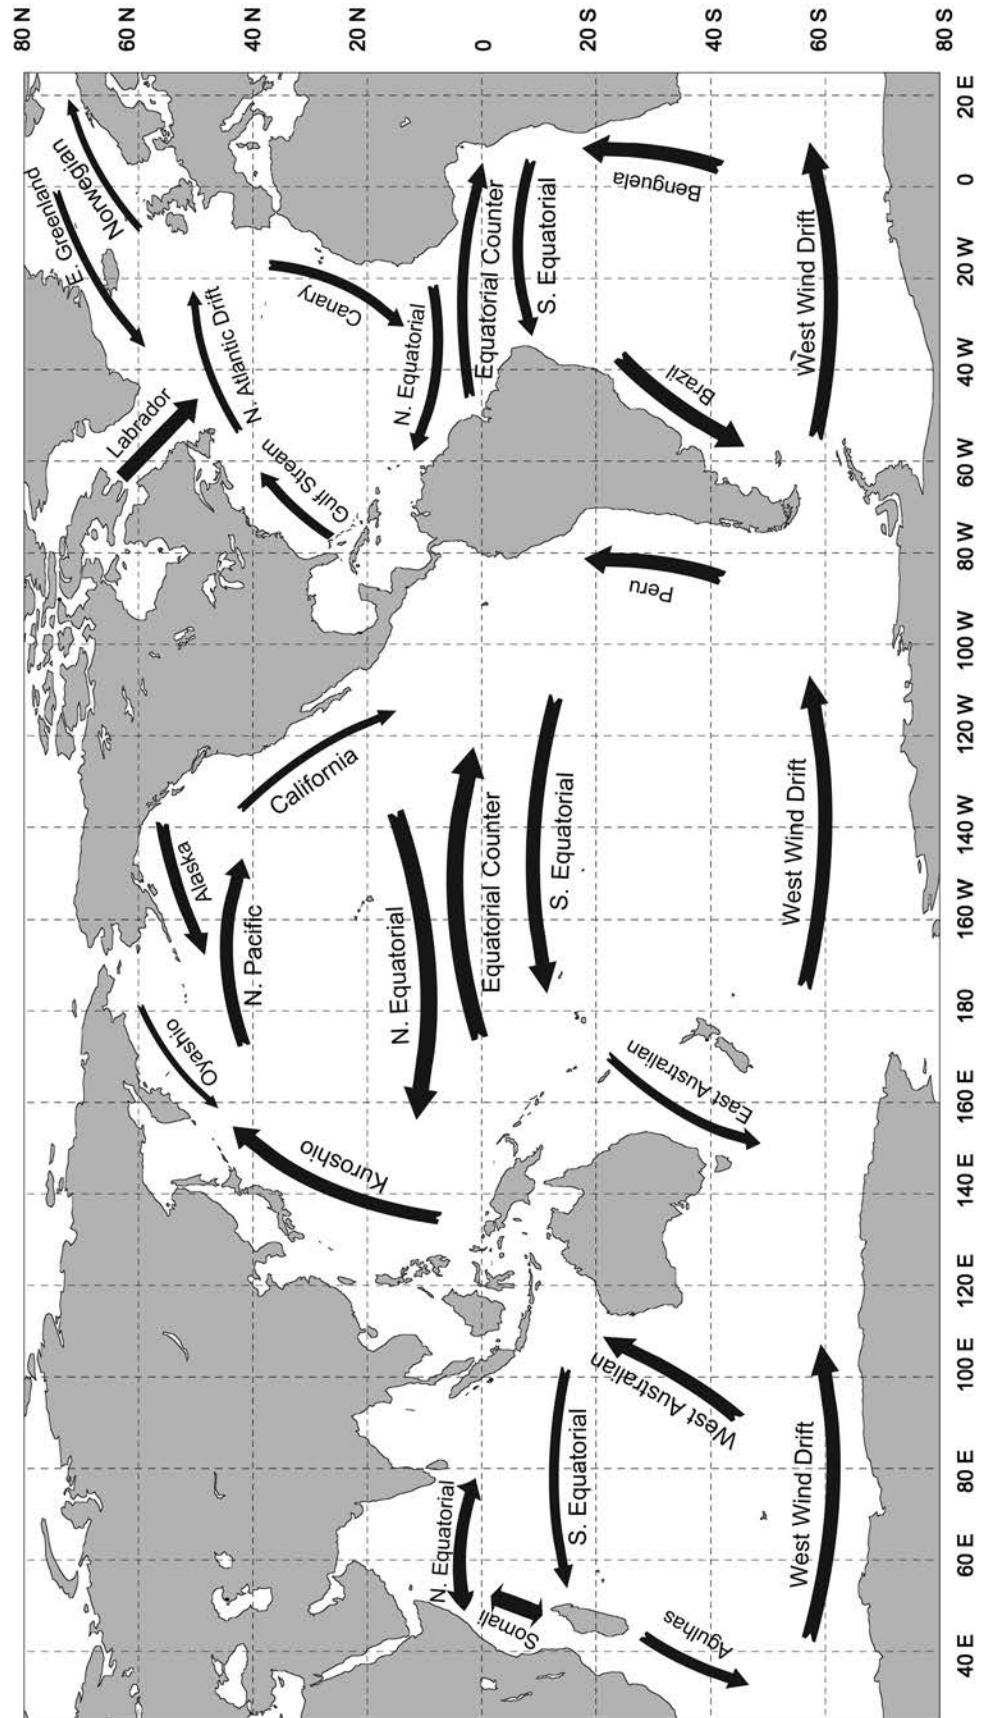 80 N
60 N
40 N
20 N
0
20 S
40 S
60 S
80 S
40 E
60 E
80 E
100 E
120 E
140 E
160 E
180
160 W
140 W
120 W
100 W
80 W
60 W
40 W
20 W
0
20 E
Oyashio
Alaska
N. Pacific
Kuroshio
California
N. Equatorial
Equatorial Counter
S. Equatorial
East Australian
West Wind Drift
Peru
Labrador
E. Greenland
Norwegian
N. Atlantic Drift
Gulf Stream
Canary
N. Equatorial
Equatorial Counter
S. Equatorial
Brazil
Benguela
West Wind Drift
N. Equatorial
Somali
S. Equatorial
Agulhas
West Australian
West Wind Drift